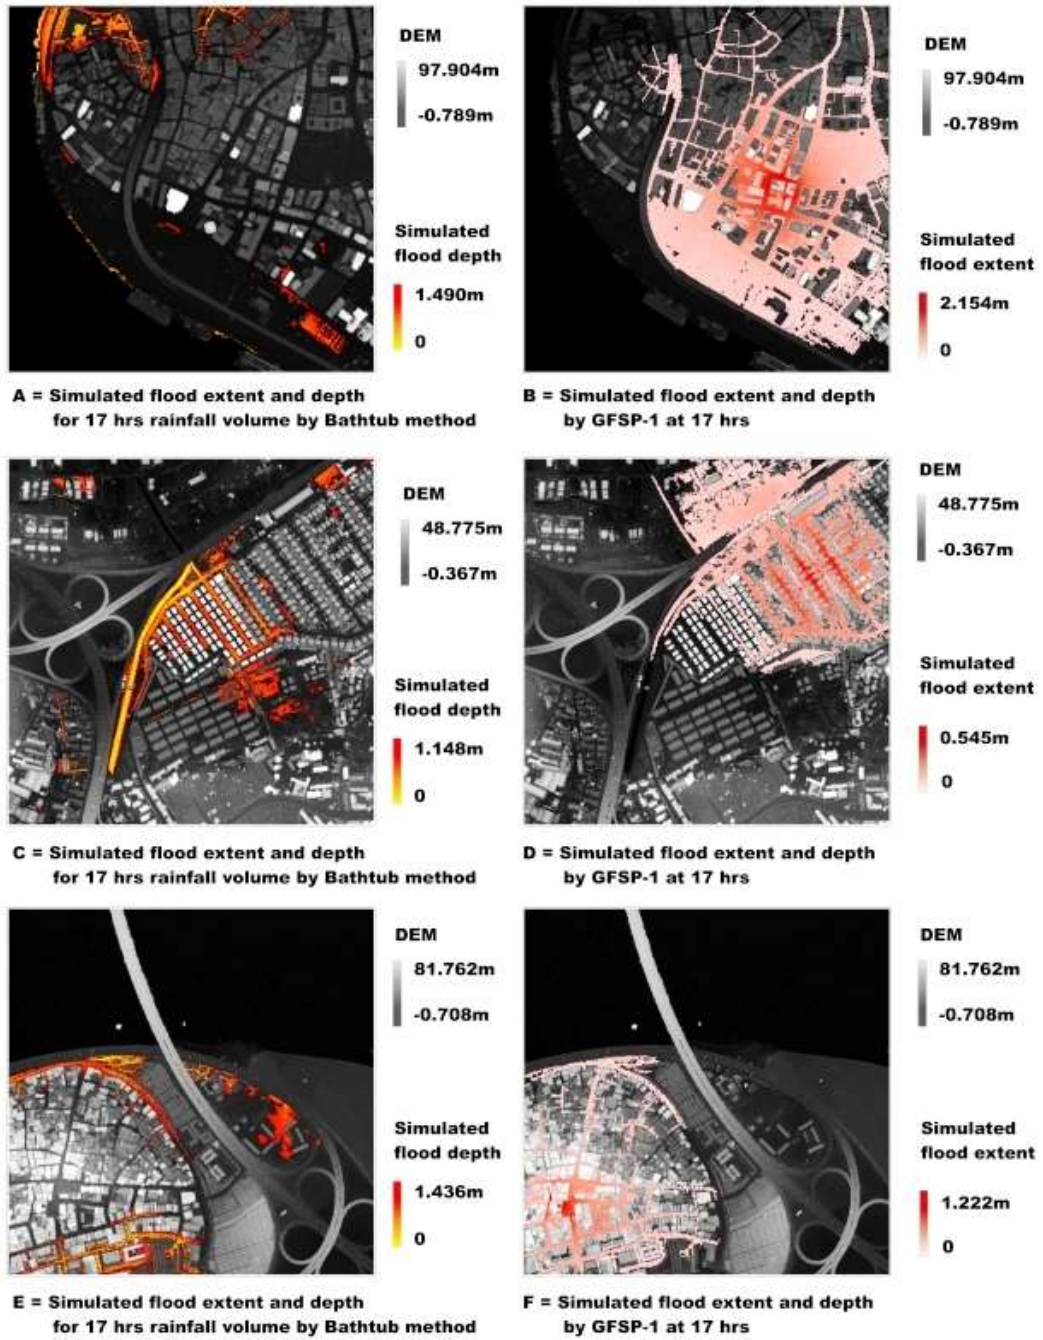 DEM
97.904m
-0.789m
Simulated
flood depth
1.490m
0
A = Simulated flood extent and depth
for 17 hrs rainfall volume by Bathtub method
DEM
97.904m
-0.789m
Simulated
flood extent
2.154m
0
B = Simulated flood extent and depth
by GFSP-1 at 17 hrs
DEM
48.775m
-0.367m
Simulated
flood depth
1.148m
0
C = Simulated flood extent and depth
for 17 hrs rainfall volume by Bathtub method
DEM
48.775m
-0.367m
Simulated
flood extent
0.545m
0
D = Simulated flood extent and depth
by GFSP-1 at 17 hrs
DEM
81.762m
-0.708m
Simulated
flood depth
1.436m
0
E = Simulated flood extent and depth
for 17 hrs rainfall volume by Bathtub method
DEM
81.762m
-0.708m
Simulated
flood extent
1.222m
0
F = Simulated flood extent and depth
by GFSP-1 at 17 hrs